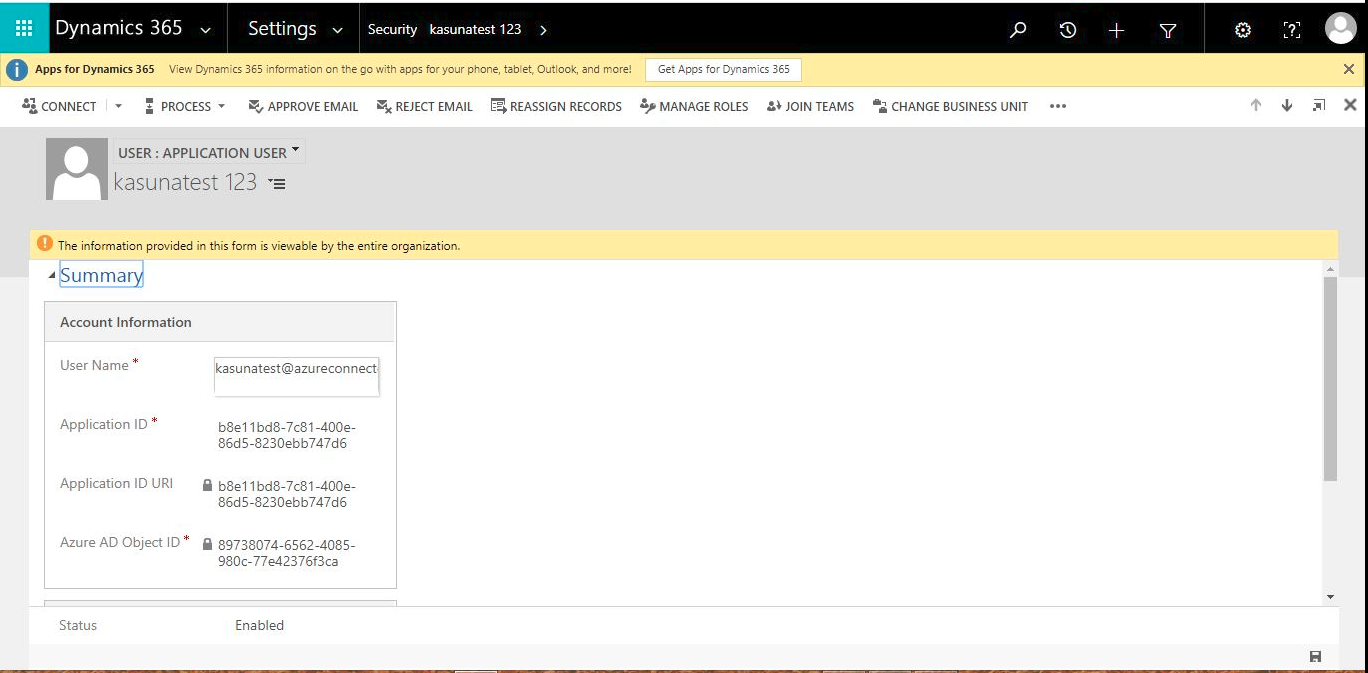 Dynamics 365 Settings Security kasunatest 123
Apps for Dynamics 365 View Dynamics 365 information on the go with apps for your phone, tablet, Outlook, and more! Get Apps for Dynamics 365
CONNECT PROCESS APPROVE EMAIL REJECT EMAIL REASSIGN RECORDS MANAGE ROLES JOIN TEAMS CHANGE BUSINESS UNIT ...
USER : APPLICATION USER
kasunatest 123
The information provided in this form is viewable by the entire organization.
Summary
Account Information
User Name * kasunatest@azureconnect
Application ID * b8e11bd8-7c81-400e-
86d5-8230ebb747d6
Application ID URI b8e11bd8-7c81-400e-
86d5-8230ebb747d6
Azure AD Object ID * 89738074-6562-4085-
980c-77e42376f3ca
Status Enabled